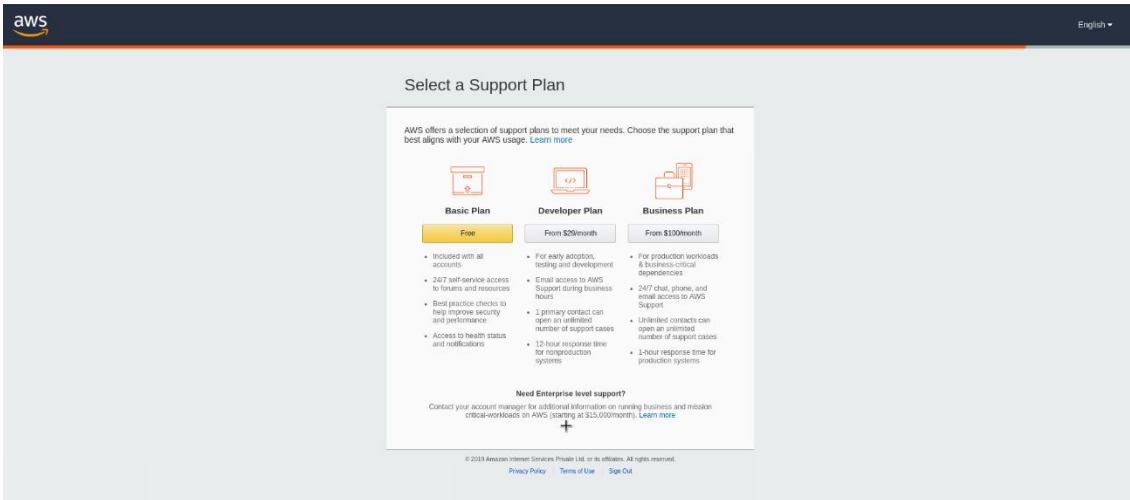 aws
English
Select a Support Plan
AWS offers a selection of support plans to meet your needs. Choose the support plan that
best aligns with your AWS usage. Learn more
</>
Basic Plan
Free
• Included with all
accounts
• 24/7 self-service access
to forums and resources
• Best practice checks to
help improve security
and performance
• Access to health status
and notifications
Developer Plan
From $29/month
• For early adoption,
testing and development
• Email access to AWS
Support during business
hours
• 1 primary contact can
open an unlimited
number of support cases
• 12-hour response time
for nonproduction
systems
Business Plan
From $100/month
• For production workloads
& business-critical
dependencies
• 24/7 chat, phone, and
email access to AWS
Support
• Unlimited contacts can
open an unlimited
number of support cases
• 1-hour response time for
production systems
Need Enterprise level support?
Contact your account manager for additional information on running business and mission
critical-workloads on AWS (starting at $15,000/month). Learn more
© 2019 Amazon Internet Services Private Ltd. or its affiliates. All rights reserved.
Privacy Policy Terms of Use Sign Out